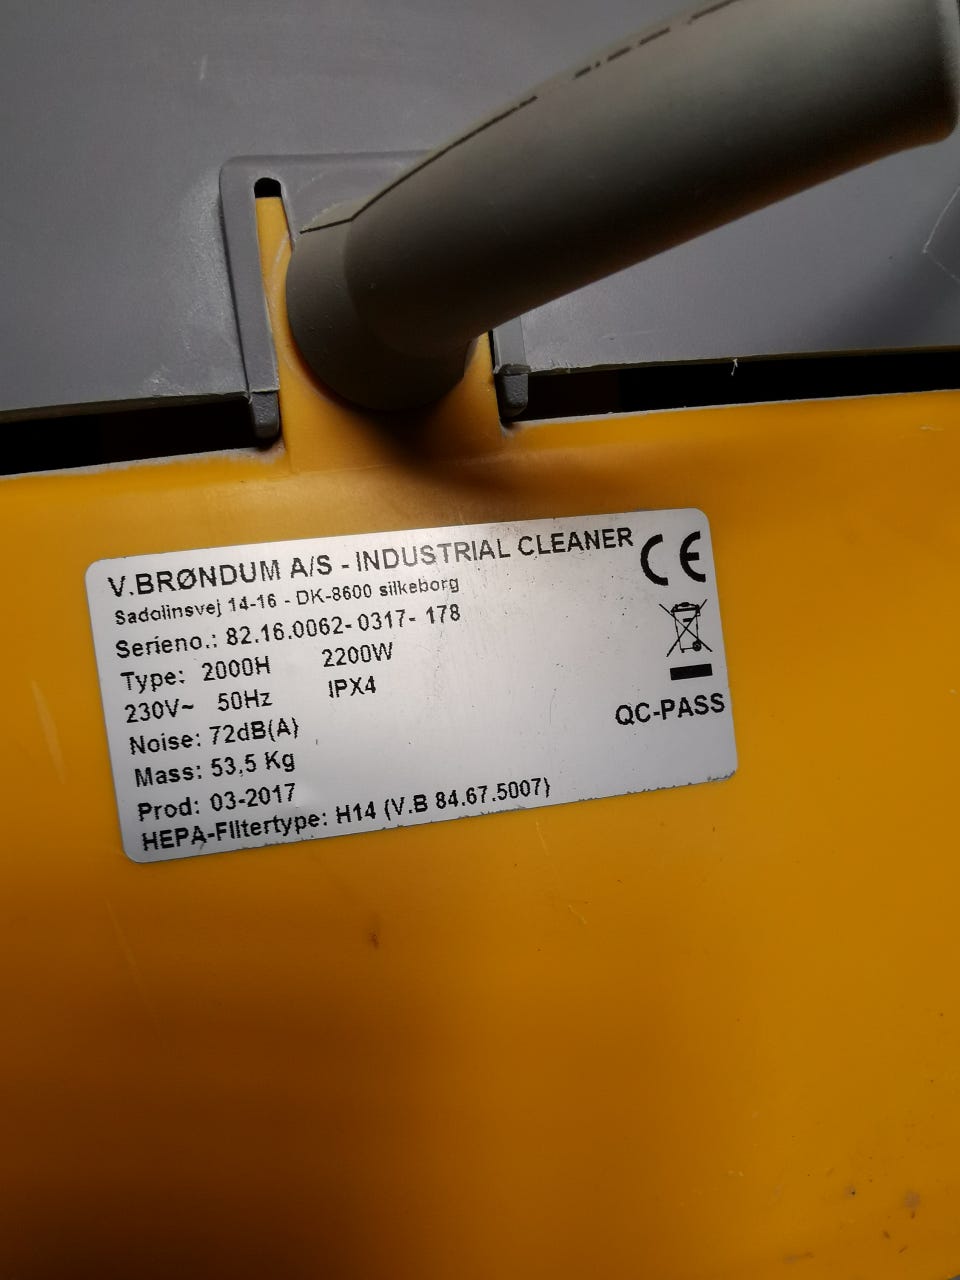 V.BRØNDUM A/S - INDUSTRIAL CLEANER
CE
Sadolinsvej 14-16 - DK-8600 silkeborg
Serieno.: 82.16.0062-0317-178
Type: 2000H 2200W
230V~ 50Hz IPX4
QC-PASS
Noise: 72dB(A)
Mass: 53,5 Kg
Prod: 03-2017
HEPA-Filtertype: H14 (V.B 84.67.5007)